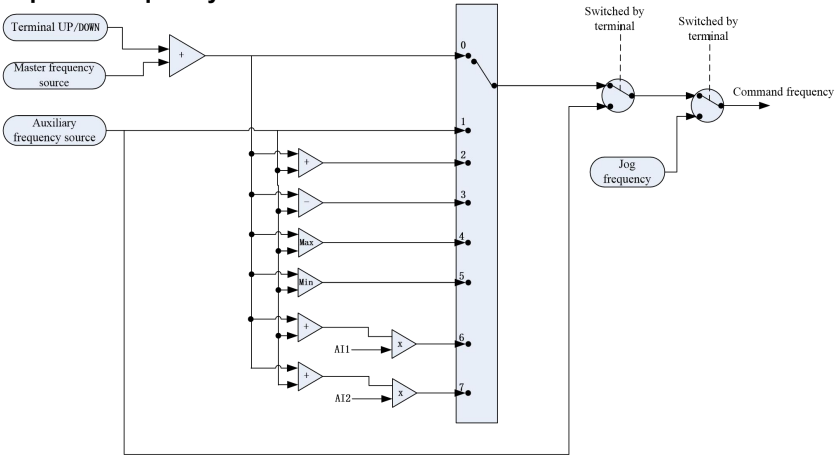 Terminal UP/DOWN
+
Master frequency
source
Auxiliary
frequency source
0
1
+
2
−
3
Max
4
Min
5
+
AI1
x
6
+
AI2
x
7
Switched by
terminal
Switched by
terminal
Command frequency
Jog
frequency